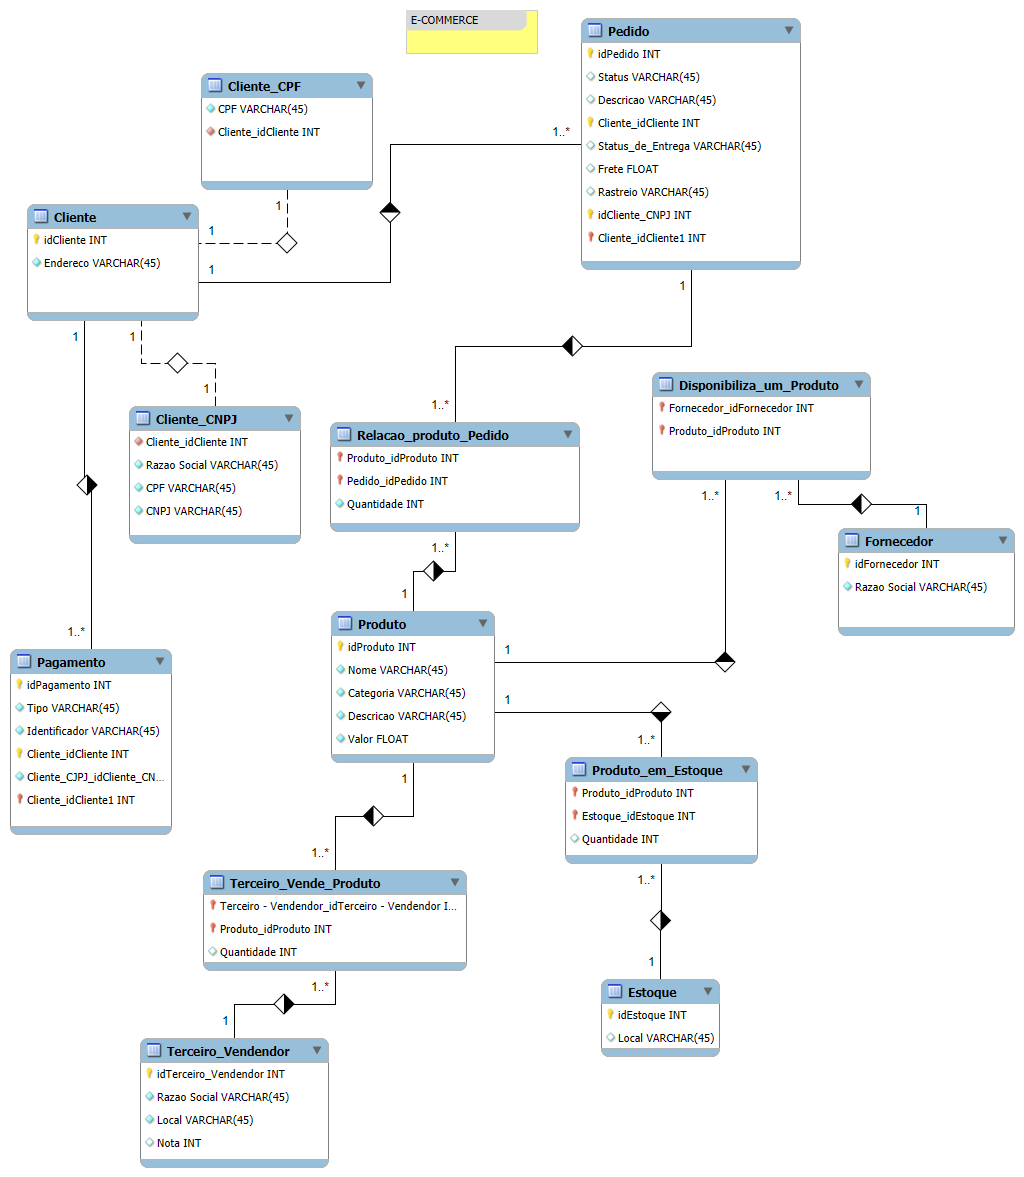 E-COMMERCE
Pedido
idPedido INT
Status VARCHAR(45)
Descricao VARCHAR(45)
Cliente_idCliente INT
Status_de_Entrega VARCHAR(45)
Frete FLOAT
Rastreio VARCHAR(45)
idCliente_CNPJ INT
Cliente_idCliente1 INT
1..*
1
Cliente_CPF
CPF VARCHAR(45)
Cliente_idCliente INT
1
1
1
Cliente
idCliente INT
Endereco VARCHAR(45)
1
1
1
Cliente_CNPJ
Cliente_idCliente INT
Razao Social VARCHAR(45)
CPF VARCHAR(45)
CNPJ VARCHAR(45)
1..*
Relacao_produto_Pedido
Produto_idProduto INT
Pedido_idPedido INT
Quantidade INT
1..*
1
Disponibiliza_um_Produto
Fornecedor_idFornecedor INT
Produto_idProduto INT
1..*
1..*
1
Fornecedor
idFornecedor INT
Razao Social VARCHAR(45)
1..*
Pagamento
idPagamento INT
Tipo VARCHAR(45)
Identificador VARCHAR(45)
Cliente_idCliente INT
Cliente_CJPJ_idCliente_CN...
Cliente_idCliente1 INT
Produto
idProduto INT
Nome VARCHAR(45)
Categoria VARCHAR(45)
Descricao VARCHAR(45)
Valor FLOAT
1
1
1
1..*
Produto_em_Estoque
Produto_idProduto INT
Estoque_idEstoque INT
Quantidade INT
1..*
1
1..*
Terceiro_Vende_Produto
Terceiro - Vendendor_idTerceiro - Vendendor I...
Produto_idProduto INT
Quantidade INT
1..*
1
Estoque
idEstoque INT
Local VARCHAR(45)
Terceiro_Vendendor
idTerceiro_Vendendor INT
Razao Social VARCHAR(45)
Local VARCHAR(45)
Nota INT